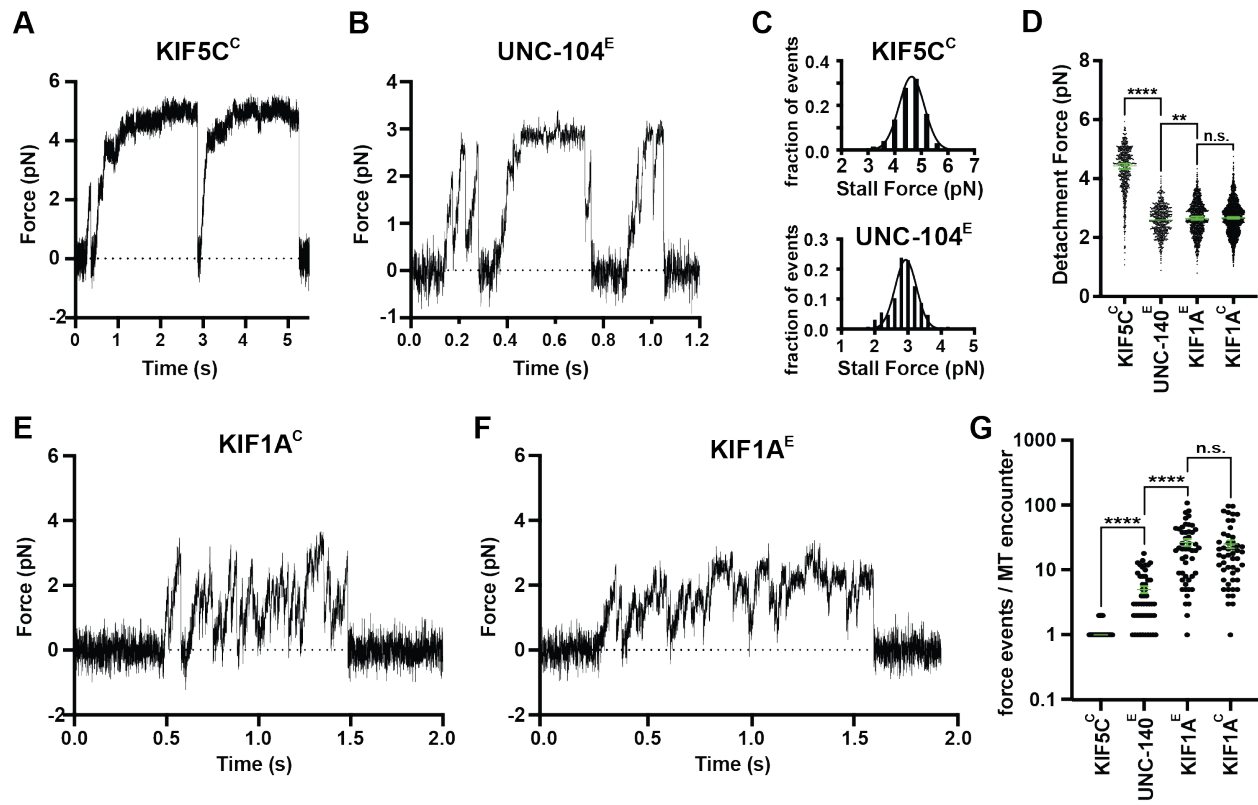 A
KIF5C^C
Force (pN)
6
4
2
0
-2
0 1 2 3 4 5
Time (s)
B
UNC-104^E
Force (pN)
4
3
2
1
0
-1
0.0 0.2 0.4 0.6 0.8 1.0 1.2
Time (s)
C
KIF5C^C
fraction of events
0.4
0.2
0.0
2 3 4 5 6 7
Stall Force (pN)
UNC-104^E
fraction of events
0.3
0.2
0.1
0.0
1 2 3 4 5
Stall Force (pN)
D
Detachment Force (pN)
8
6
4
2
0
****
**
n.s.
KIF5C^C
UNC-140^E
KIF1A^E
KIF1A^C
E
KIF1A^C
Force (pN)
6
4
2
0
-2
0.0 0.5 1.0 1.5 2.0
Time (s)
F
KIF1A^E
Force (pN)
6
4
2
0
-2
0.0 0.5 1.0 1.5 2.0
Time (s)
G
force events / MT encounter
1000
100
10
1
0.1
****
****
n.s.
KIF5C^C
UNC-140^E
KIF1A^E
KIF1A^C